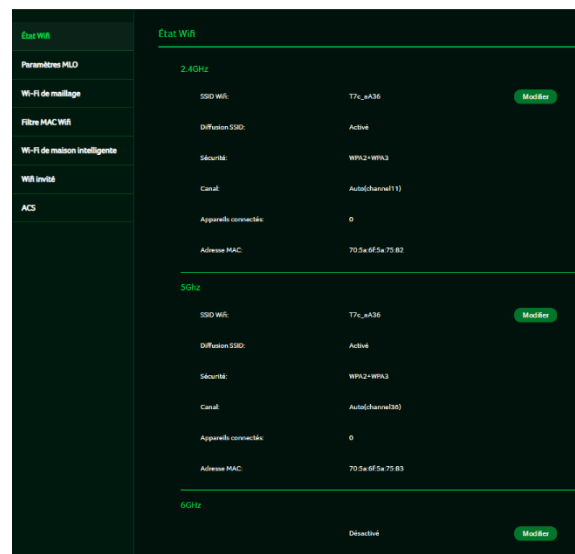 État Wifi
Paramètres MLO
Wi-Fi de maillage
Filtre MAC Wifi
Wi-Fi de maison intelligente
Wifi invité
ACS
État Wifi
2.4GHz
SSID Wifi: T7c_eA36 Modifier
Diffusion SSID: Activé
Sécurité: WPA2+WPA3
Canal: Auto(channel11)
Appareils connectés: 0
Adresse MAC: 70:5a:6f:5a:75:82
5Ghz
SSID Wifi: T7c_eA36 Modifier
Diffusion SSID: Activé
Sécurité: WPA2+WPA3
Canal: Auto(channel36)
Appareils connectés: 0
Adresse MAC: 70:5a:6f:5a:75:83
6GHz
Désactivé Modifier